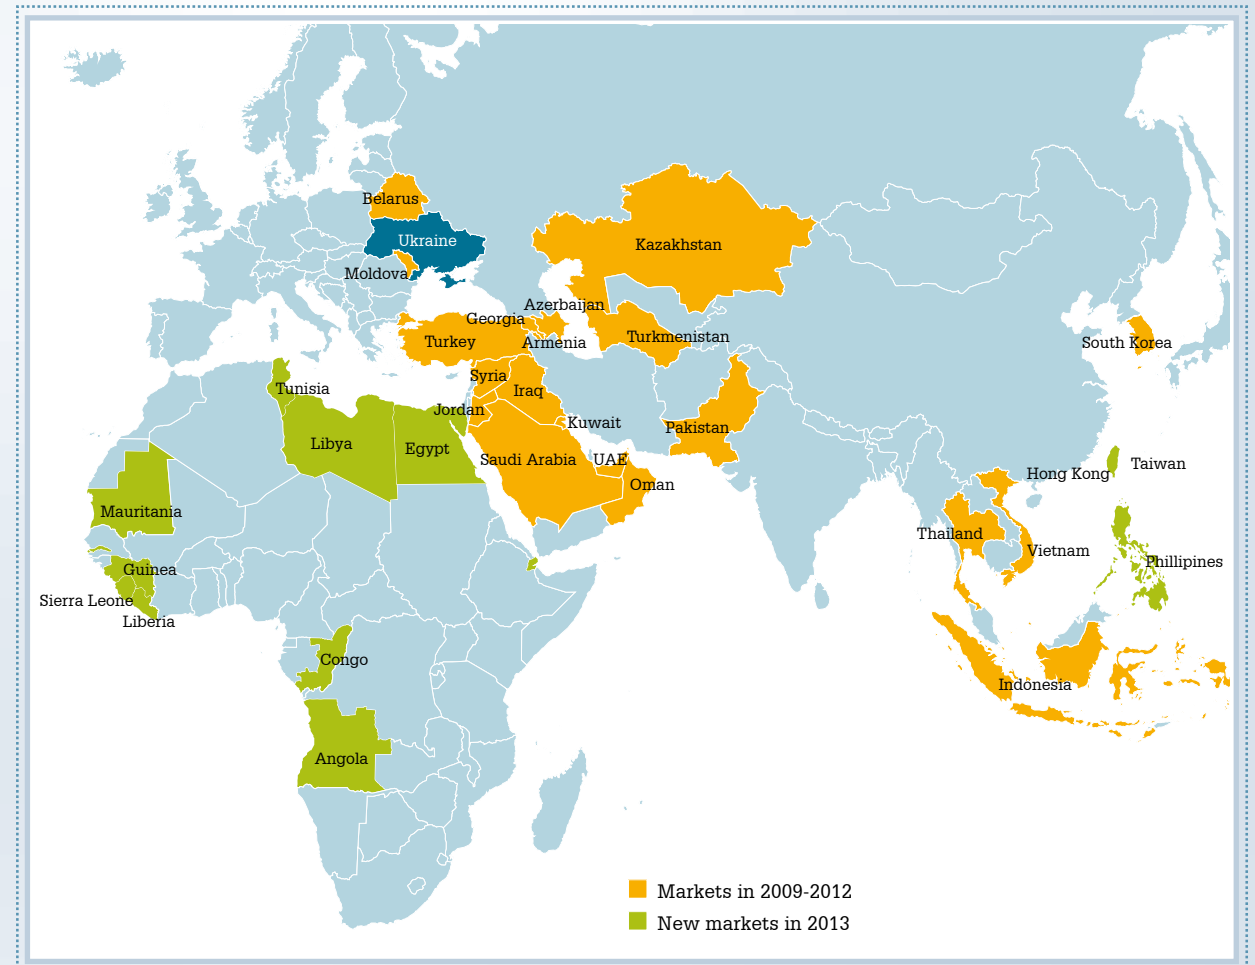 Belarus
Ukraine
Kazakhstan
Moldova
Azerbaijan
Georgia
Turkmenistan
Turkey
Armenia
South Korea
Syria
Tunisia
Iraq
Jordan
Kuwait
Pakistan
Libya
Egypt
Saudi Arabia
UAE
Taiwan
Hong Kong
Oman
Mauritania
Thailand
Vietnam
Phillipines
Guinea
Sierra Leone
Liberia
Congo
Indonesia
Angola
Markets in 2009-2012
New markets in 2013